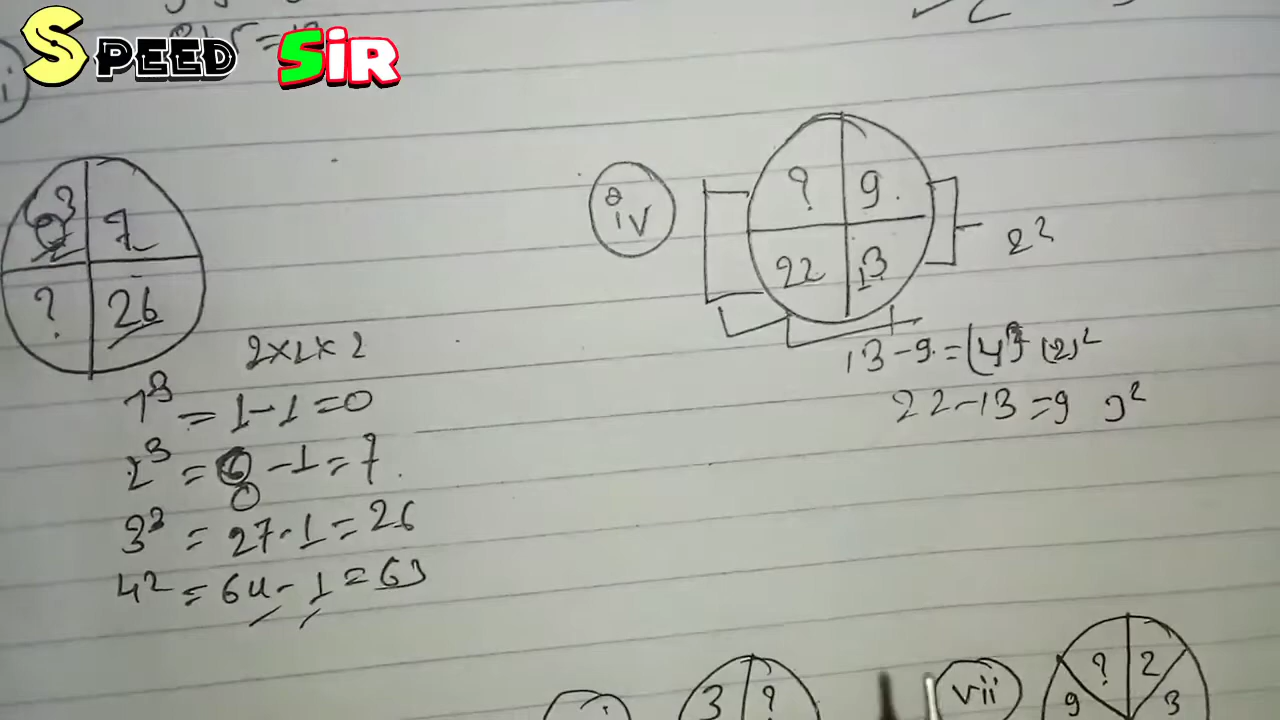 SPEED SiR
i
7
? 26
2×2×2
1³ = 1-1=0
2³ = 8 -1=7.
3³ = 27-1=26
4² = 64-1=63
iv
? 9.
22 13
2²
13-9.=(4) (2)²
22-13=9 3²
3 ?
vii
? 2
9 3